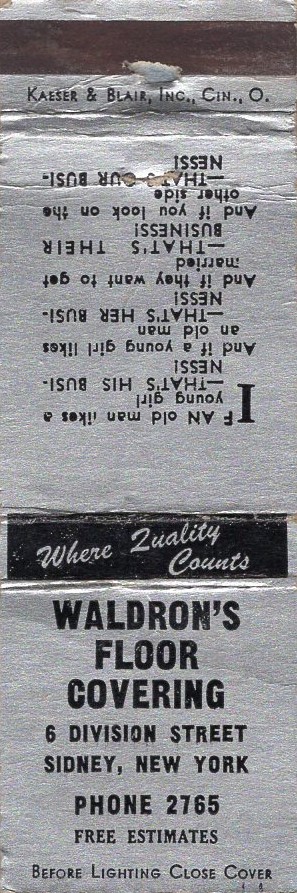 KAESER & BLAIR, INC., CIN., O.
IF AN old man likes a
young girl
—THAT'S HIS BUSI-
NESS!
And if a young girl likes
an old man
—THAT'S HER BUSI-
NESS!
And if they want to get
married
—THAT'S THEIR
BUSINESS!
And if you look on the
other side
—THAT'S OUR BUSI-
NESS!
Where Quality
Counts
WALDRON'S
FLOOR
COVERING
6 DIVISION STREET
SIDNEY, NEW YORK
PHONE 2765
FREE ESTIMATES
BEFORE LIGHTING CLOSE COVER